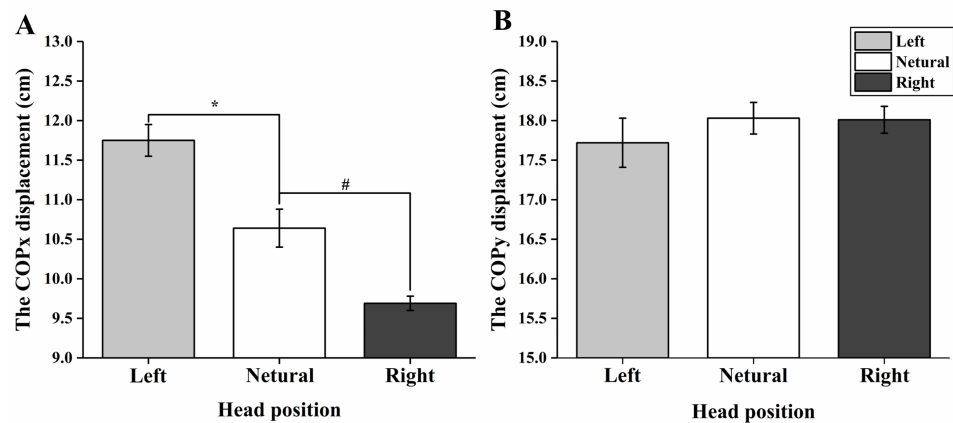 A
The COPx displacement (cm)
13.0
12.5
12.0
11.5
11.0
10.5
10.0
9.5
9.0
*
#
Left Netural Right
Head position
B
The COPy displacement (cm)
19.0
18.5
18.0
17.5
17.0
16.5
16.0
15.5
15.0
Left
Netural
Right
Left Netural Right
Head position